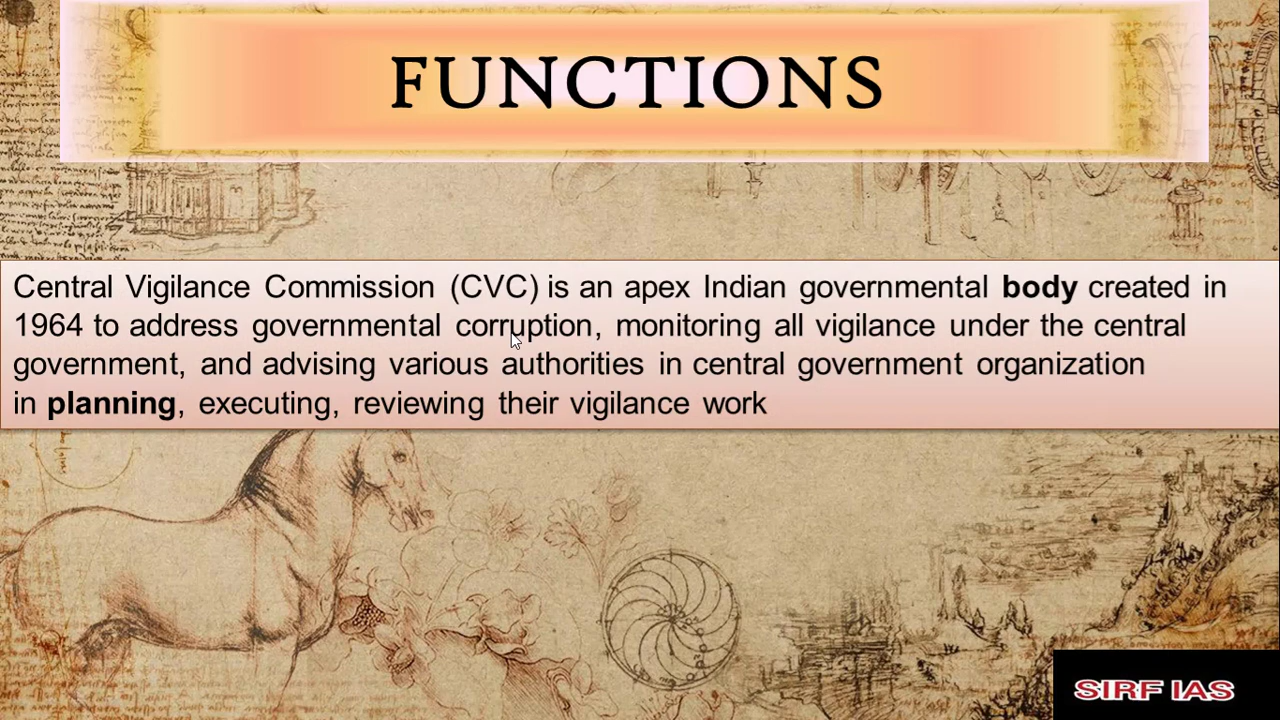 FUNCTIONS
Central Vigilance Commission (CVC) is an apex Indian governmental body created in
1964 to address governmental corruption, monitoring all vigilance under the central
government, and advising various authorities in central government organization
in planning, executing, reviewing their vigilance work
SIRF IAS